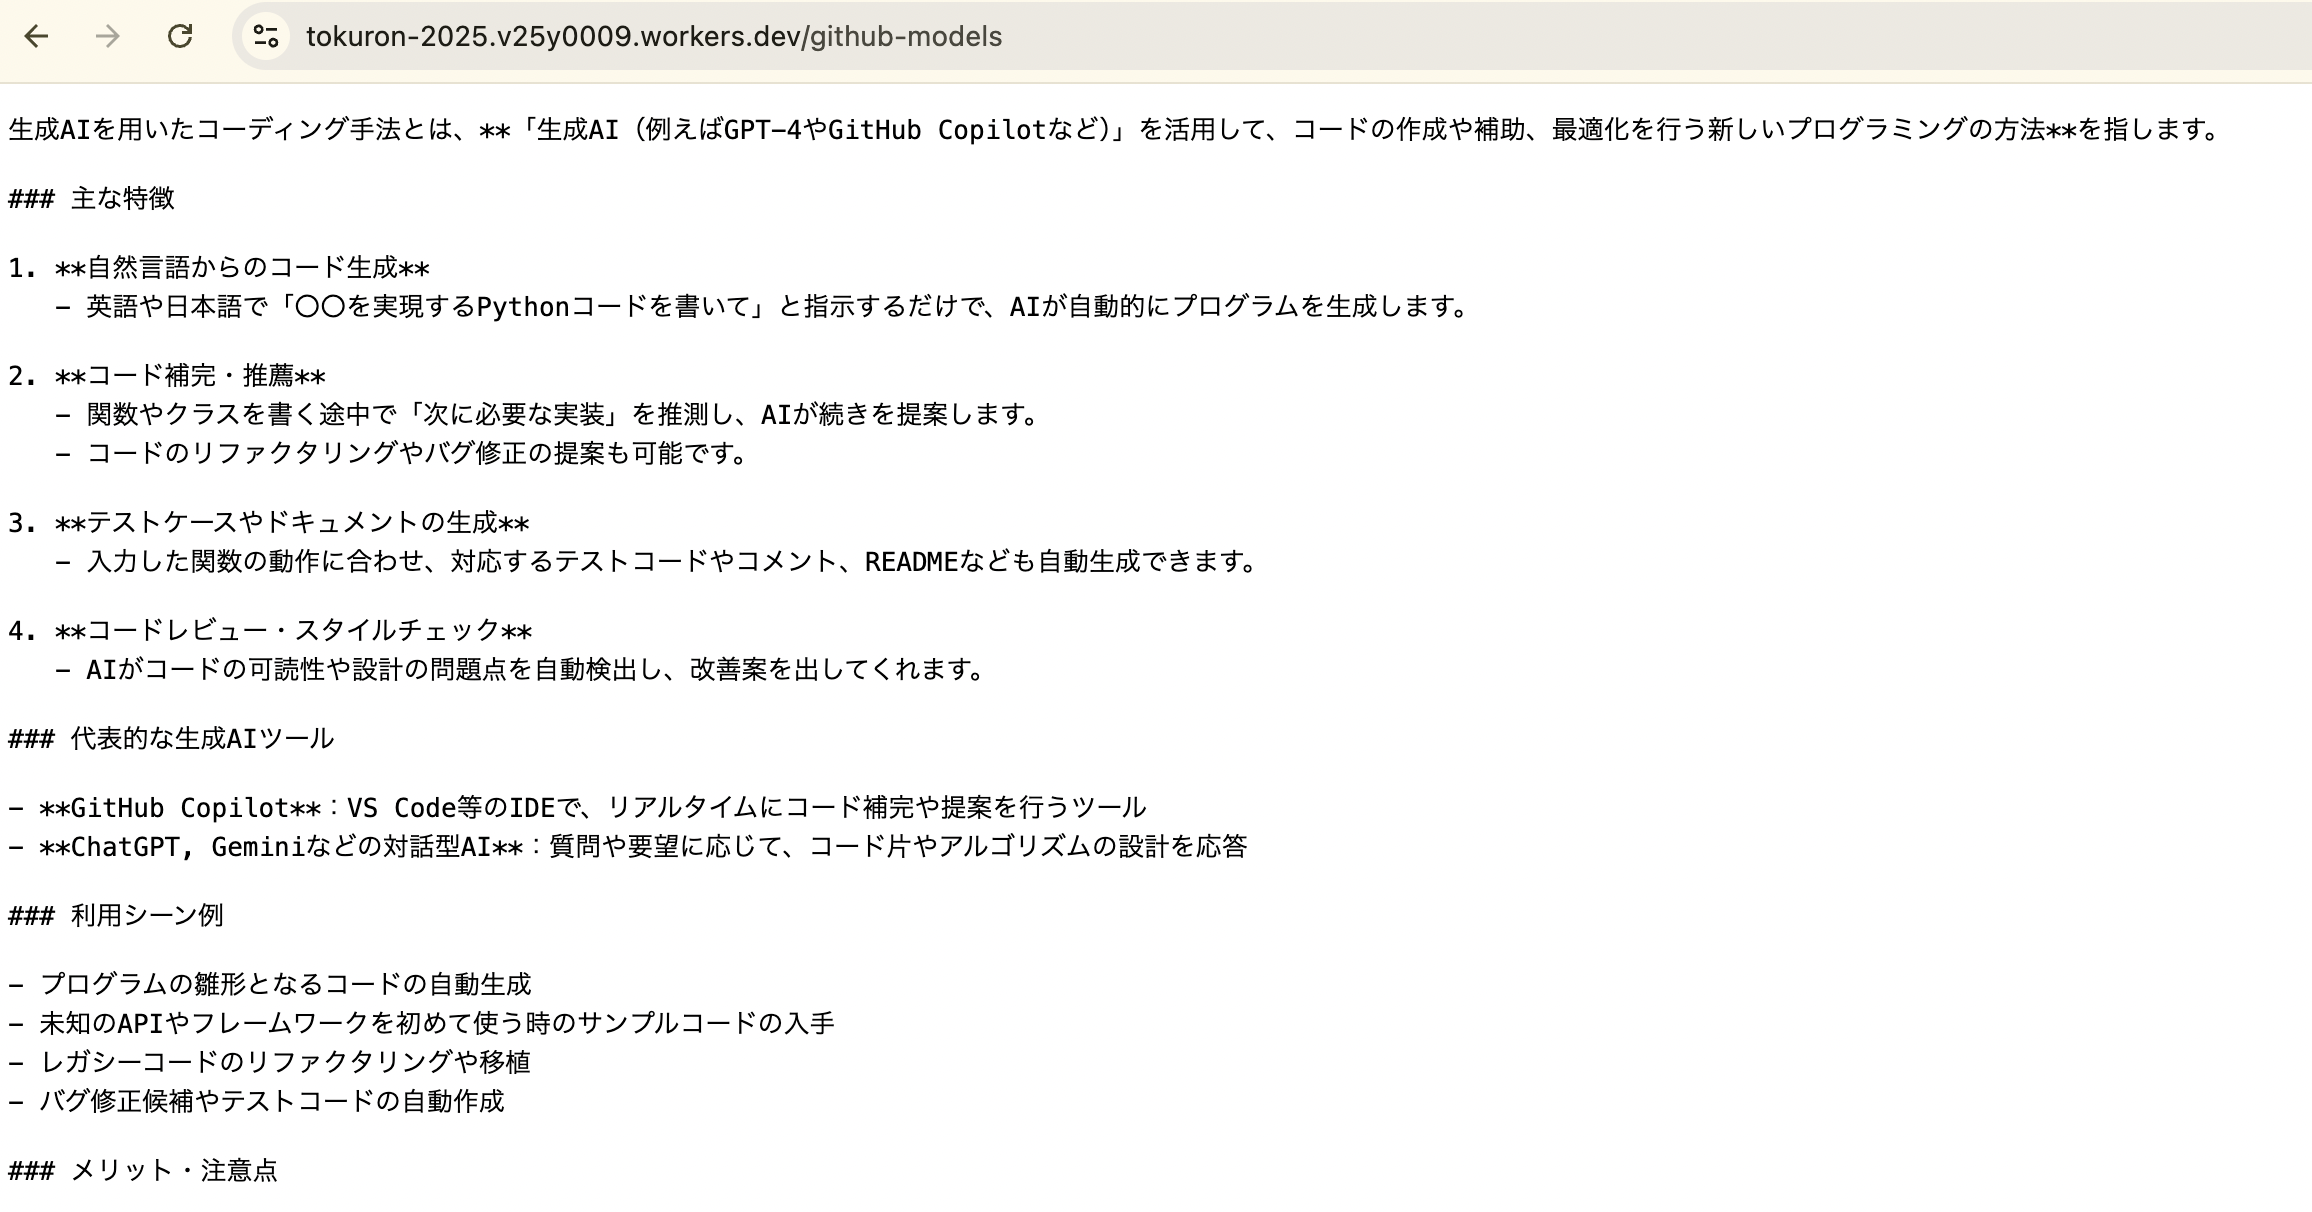 tokuron-2025.v25y0009.workers.dev/github-models
生成AIを用いたコーディング手法とは、**「生成AI（例えばGPT-4やGitHub Copilotなど）」を活用して、コードの作成や補助、最適化を行う新しいプログラミングの方法**を指します。
### 主な特徴
1. **自然言語からのコード生成**
- 英語や日本語で「〇〇を実現するPythonコードを書いて」と指示するだけで、AIが自動的にプログラムを生成します。
2. **コード補完・推薦**
- 関数やクラスを書く途中で「次に必要な実装」を推測し、AIが続きを提案します。
- コードのリファクタリングやバグ修正の提案も可能です。
3. **テストケースやドキュメントの生成**
- 入力した関数の動作に合わせ、対応するテストコードやコメント、READMEなども自動生成できます。
4. **コードレビュー・スタイルチェック**
- AIがコードの可読性や設計の問題点を自動検出し、改善案を出してくれます。
### 代表的な生成AIツール
- **GitHub Copilot**：VS Code等のIDEで、リアルタイムにコード補完や提案を行うツール
- **ChatGPT, Geminiなどの対話型AI**：質問や要望に応じて、コード片やアルゴリズムの設計を応答
### 利用シーン例
- プログラムの雛形となるコードの自動生成
- 未知のAPIやフレームワークを初めて使う時のサンプルコードの入手
- レガシーコードのリファクタリングや移植
- バグ修正候補やテストコードの自動作成
### メリット・注意点